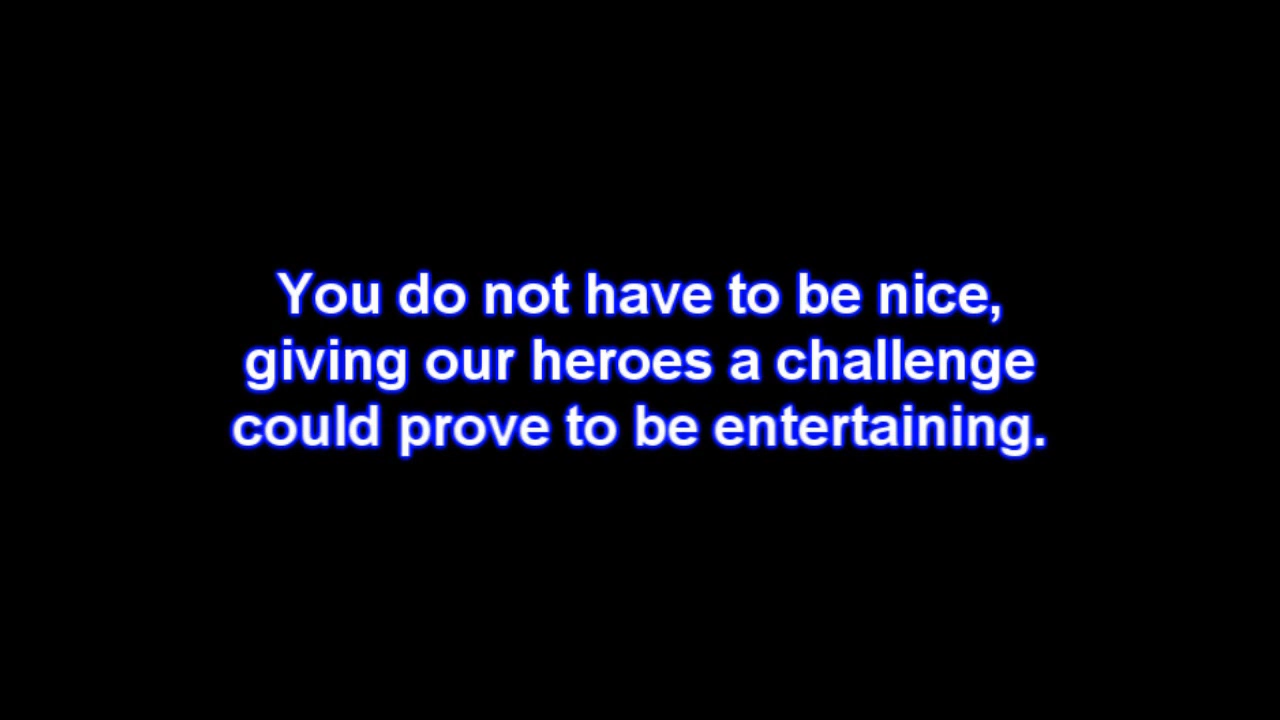 You do not have to be nice,
giving our heroes a challenge
could prove to be entertaining.